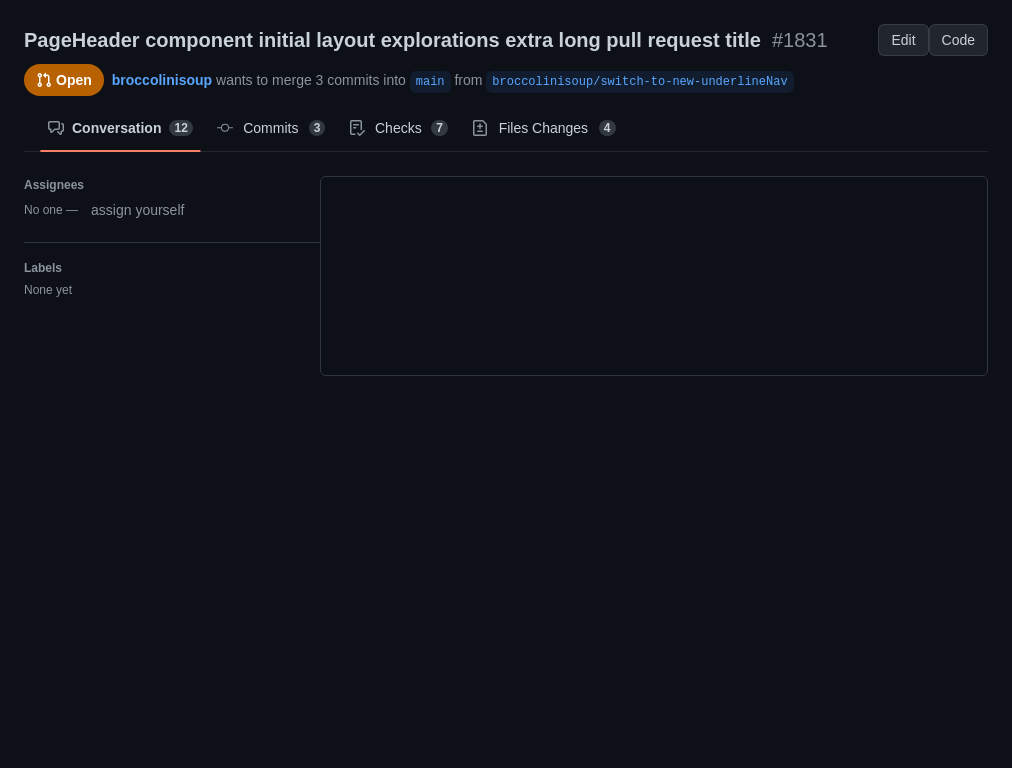 PageHeader component initial layout explorations extra long pull request title #1831 Edit Code
Open broccolinisoup wants to merge 3 commits into main from broccolinisoup/switch-to-new-underlineNav
Conversation 12 Commits 3 Checks 7 Files Changes 4
Assignees
No one — assign yourself
Labels
None yet